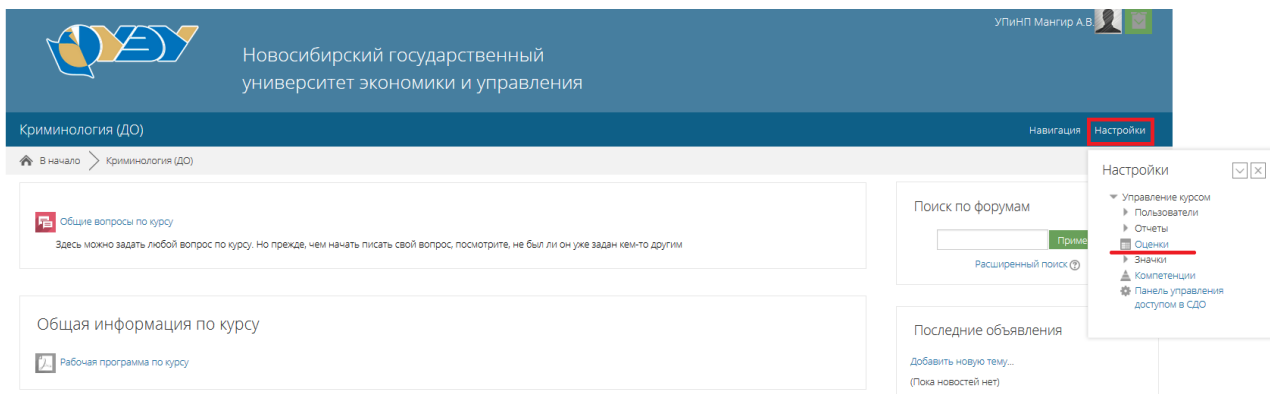 УПиНП Мангир А.В.
Новосибирский государственный
университет экономики и управления
Криминология (ДО)
Навигация Настройки
В начало Криминология (ДО)
Общие вопросы по курсу
Здесь можно задать любой вопрос по курсу. Но прежде, чем начать писать свой вопрос, посмотрите, не был ли он уже задан кем-то другим
Общая информация по курсу
Рабочая программа по курсу
Поиск по форумам
Приме
Расширенный поиск
Последние объявления
Добавить новую тему...
(Пока новостей нет)
Настройки
Управление курсом
Пользователи
Отчеты
Оценки
Значки
Компетенции
Панель управления
доступом в СДО